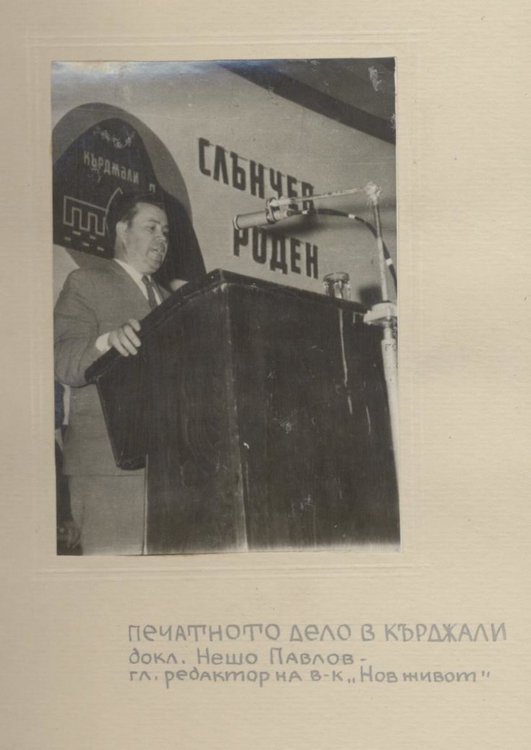 КЪРДЖАЛИ
СЛЪНЧЕВ
РОДЕН
ПЕЧАТНОТО ДЕЛО В КЪРДЖАЛИ
докл. Нешо Павлов -
гл. редактор на в-к „Нов живот"